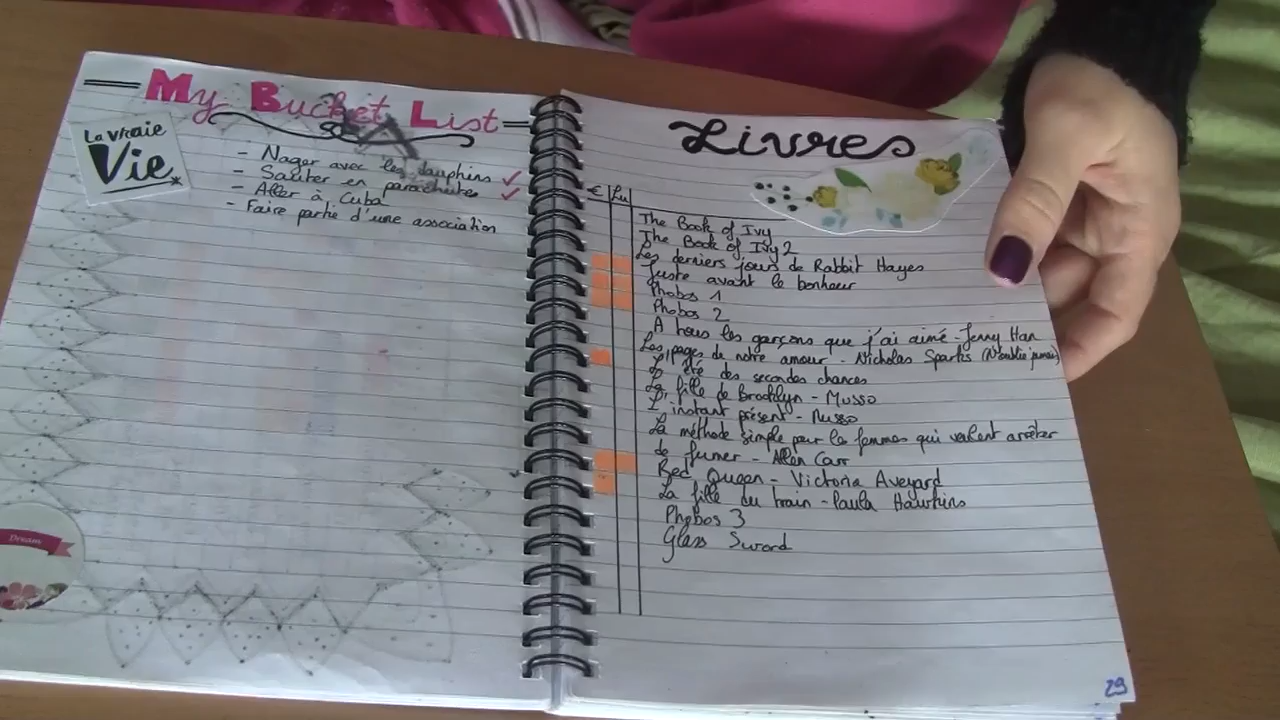 My Bucket List
La vraie
Vie
- Nager avec les dauphins
- Sauter en parachute
- Aller à Cuba
- Faire partie d'une association
Dream
Livres
€ Lu
The Book of Ivy
The Book of Ivy 2
Les derniers jours de Rabbit Hayes
Juste avant le bonheur
Phobos 1
Phobos 2
A tous les garçons que j'ai aimé - Jenny Han
Les pages de notre amour - Nicholas Sparks (N'oublie jamais)
L'été des secondes chances
La fille de Brooklyn - Musso
L'instant présent - Musso
La méthode simple pour les femmes qui veulent arrêter
de fumer - Allen Carr
Red Queen - Victoria Aveyard
La fille du train - Paula Hawkins
Phobos 3
Glass Sword
29